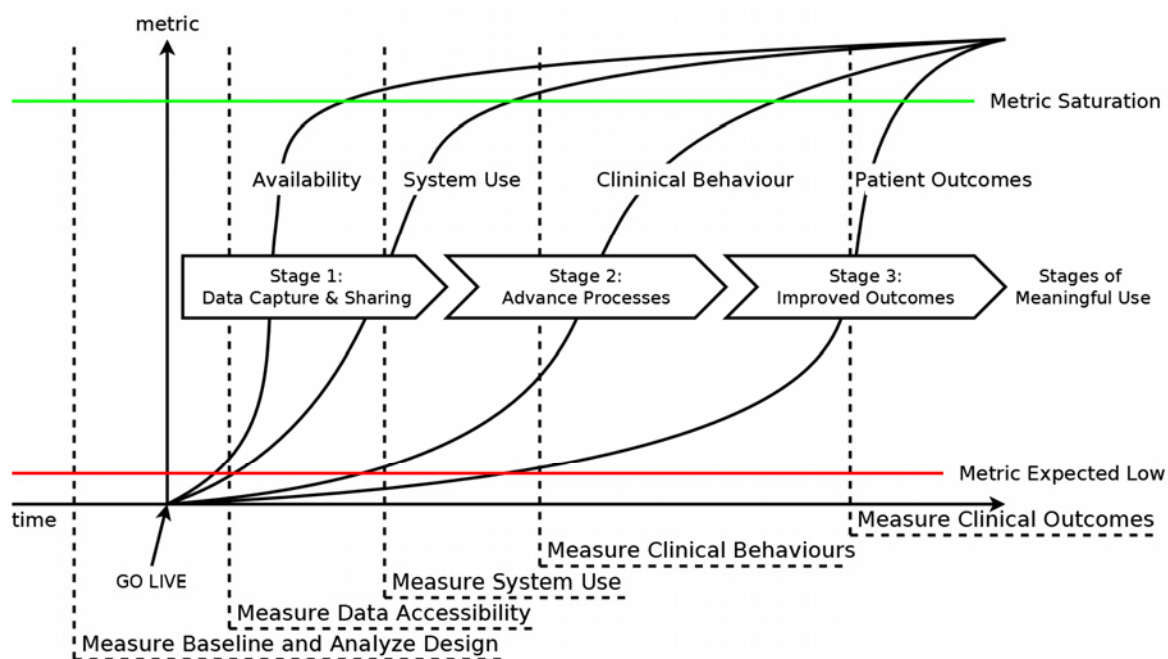 metric
Metric Saturation
Availability
System Use
Clininical Behaviour
Patient Outcomes
Stage 1:
Data Capture & Sharing
Stage 2:
Advance Processes
Stage 3:
Improved Outcomes
Stages of
Meaningful Use
Metric Expected Low
time
GO LIVE
Measure Clinical Outcomes
Measure Clinical Behaviours
Measure System Use
Measure Data Accessibility
Measure Baseline and Analyze Design